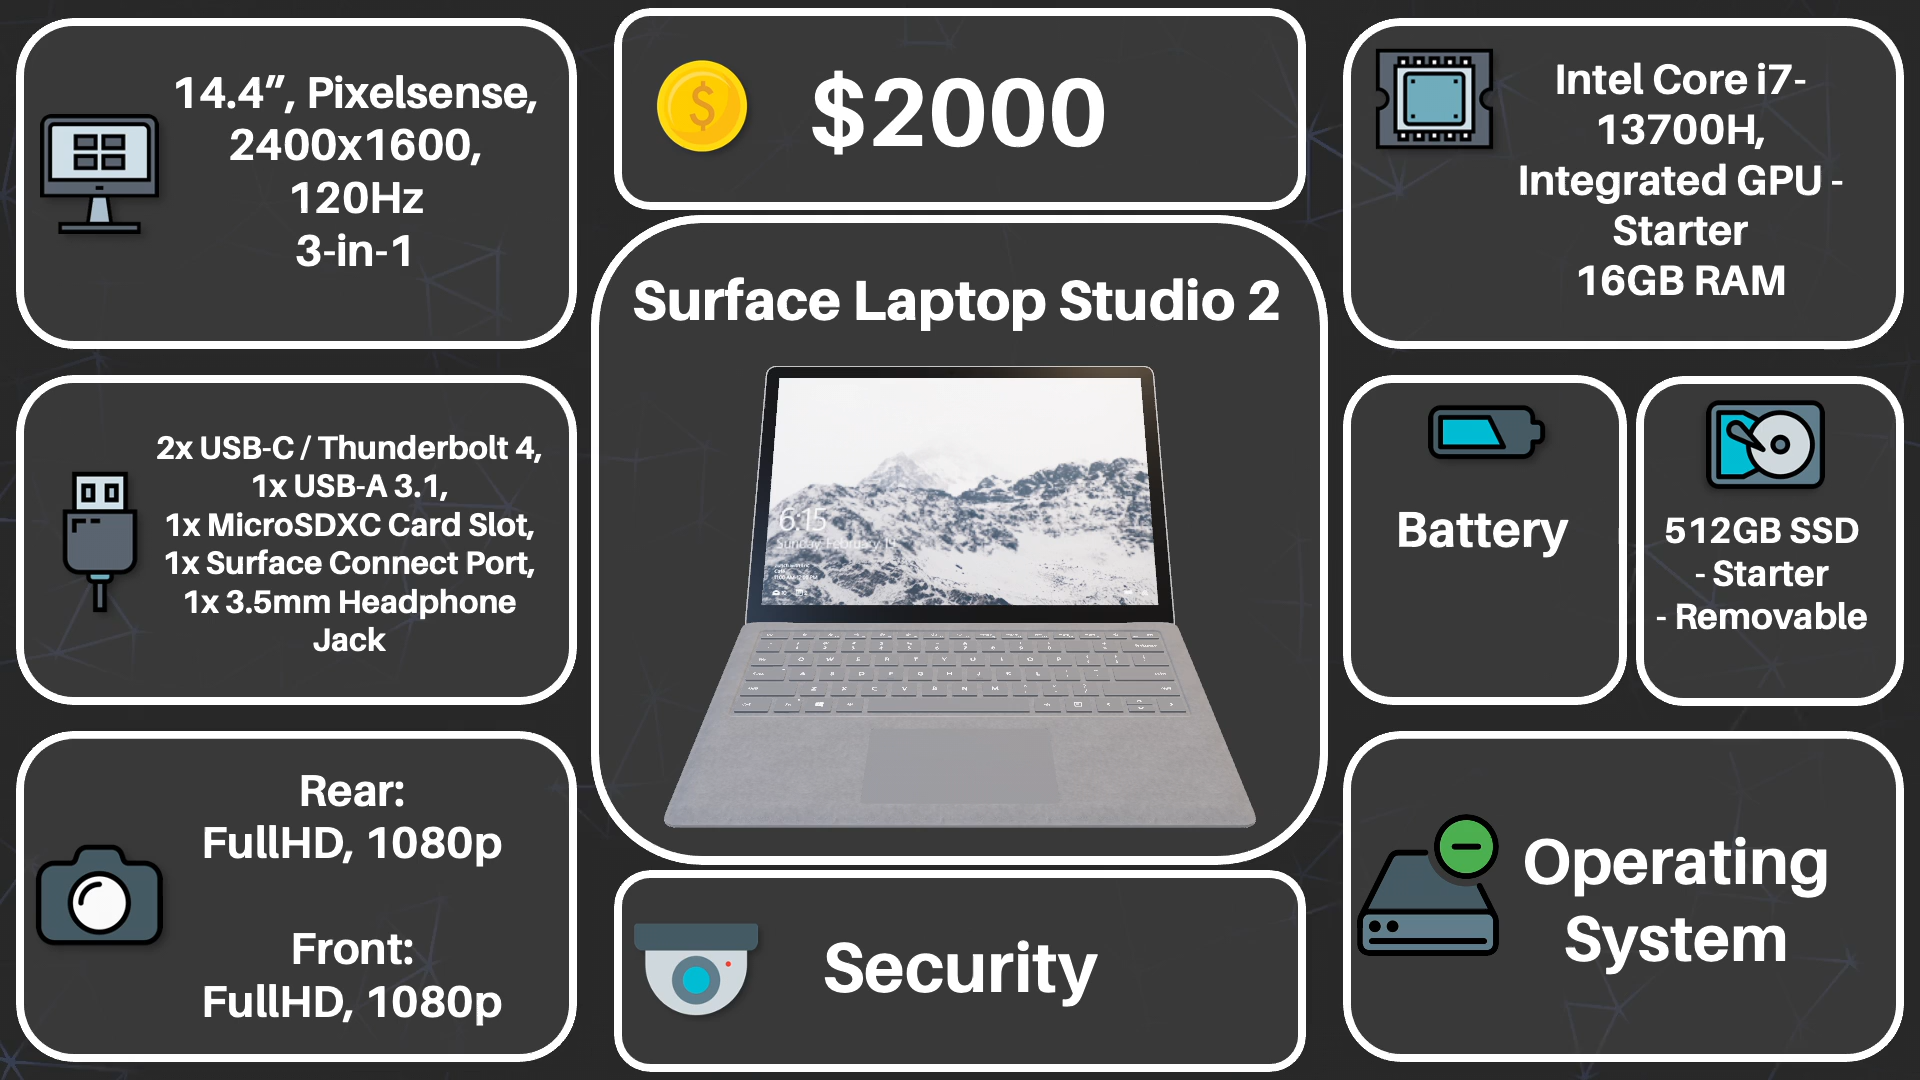 14.4”, Pixelsense,
2400x1600,
120Hz
3-in-1
$2000
Intel Core i7-
13700H,
Integrated GPU -
Starter
16GB RAM
Surface Laptop Studio 2
6:15
Sunday, February 19
2x USB-C / Thunderbolt 4,
1x USB-A 3.1,
1x MicroSDXC Card Slot,
1x Surface Connect Port,
1x 3.5mm Headphone
Jack
Battery
512GB SSD
- Starter
- Removable
Rear:
FullHD, 1080p
Front:
FullHD, 1080p
Security
Operating
System